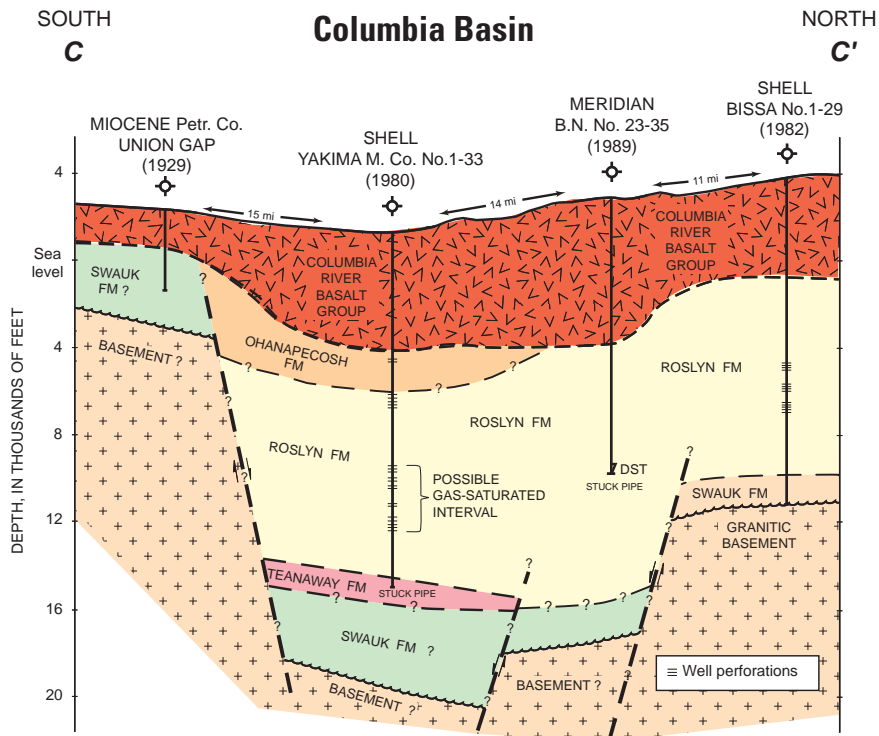 SOUTH
C
Columbia Basin
NORTH
C'
MIOCENE Petr. Co.
UNION GAP
(1929)
SHELL
YAKIMA M. Co. No.1-33
(1980)
MERIDIAN
B.N. No. 23-35
(1989)
SHELL
BISSA No.1-29
(1982)
15 mi
14 mi
11 mi
DEPTH, IN THOUSANDS OF FEET
4
Sea
level
4
8
12
16
20
COLUMBIA
RIVER
BASALT
GROUP
COLUMBIA
RIVER
BASALT
GROUP
SWAUK
FM ?
?
BASEMENT ?
OHANAPECOSH
FM
?
?
?
ROSLYN FM
ROSLYN FM
ROSLYN FM
?
?
POSSIBLE
GAS-SATURATED
INTERVAL
DST
STUCK PIPE
SWAUK FM
?
GRANITIC
BASEMENT
TEANAWAY FM
STUCK PIPE
?
?
?
?
?
?
?
?
SWAUK FM ?
?
?
?
BASEMENT ?
BASEMENT ?
?
Well perforations